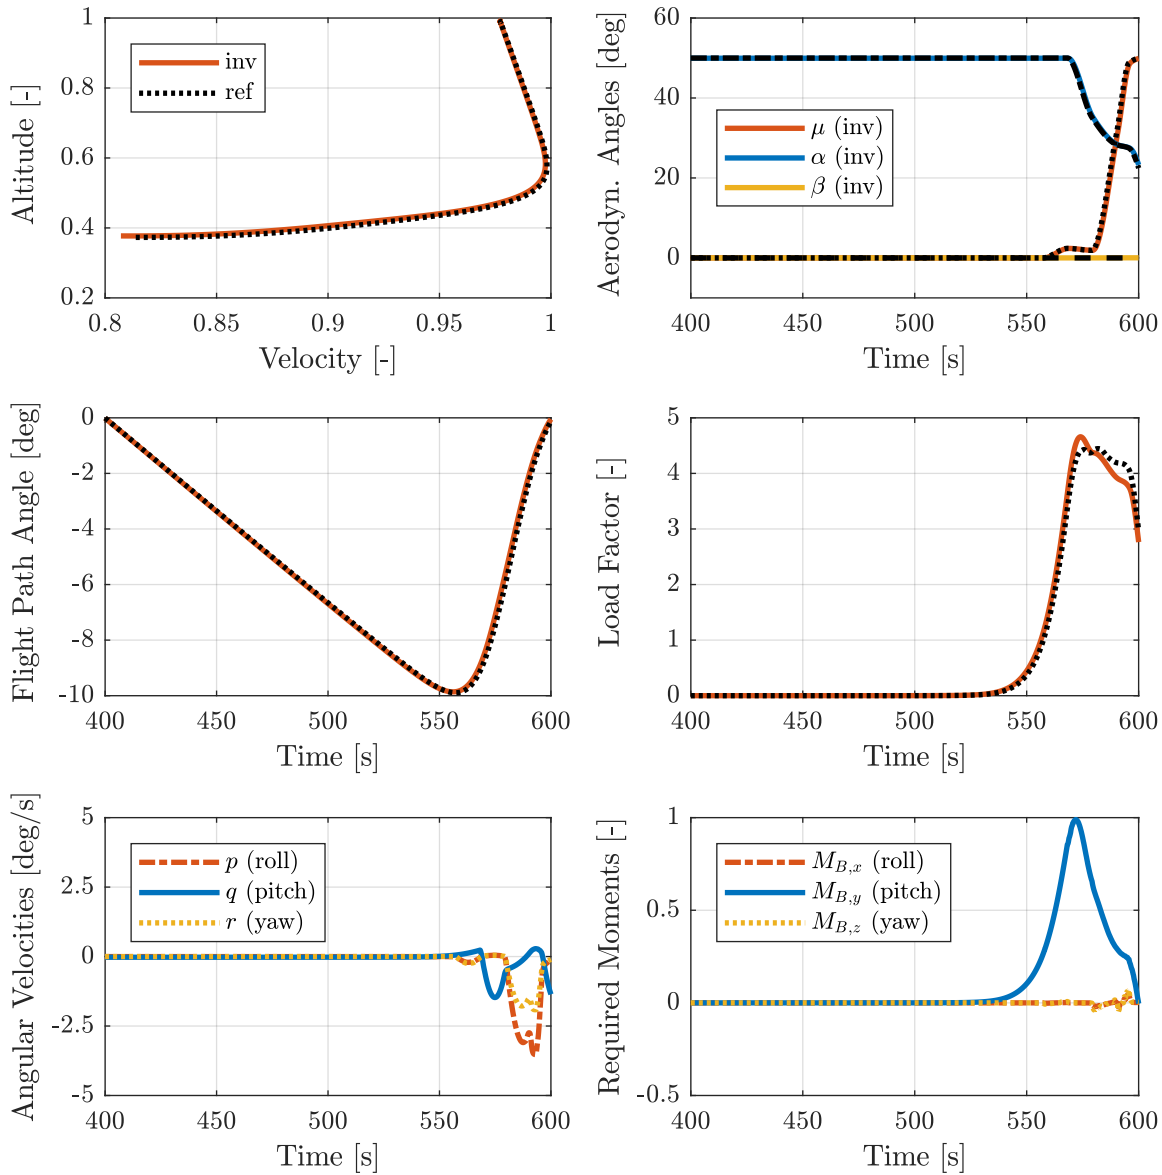 Altitude [-]
1
0.8
0.6
0.4
0.2
inv
ref
0.8
0.85
0.9
0.95
1
Velocity [-]
Aerodyn. Angles [deg]
60
40
20
0
μ (inv)
α (inv)
β (inv)
400
450
500
550
600
Time [s]
Flight Path Angle [deg]
0
-2
-4
-6
-8
-10
400
450
500
550
600
Time [s]
Load Factor [-]
5
4
3
2
1
0
400
450
500
550
600
Time [s]
Angular Velocities [deg/s]
5
2.5
0
-2.5
-5
p (roll)
q (pitch)
r (yaw)
400
450
500
550
600
Time [s]
Required Moments [-]
1
0.5
0
-0.5
M_{B,x} (roll)
M_{B,y} (pitch)
M_{B,z} (yaw)
400
450
500
550
600
Time [s]